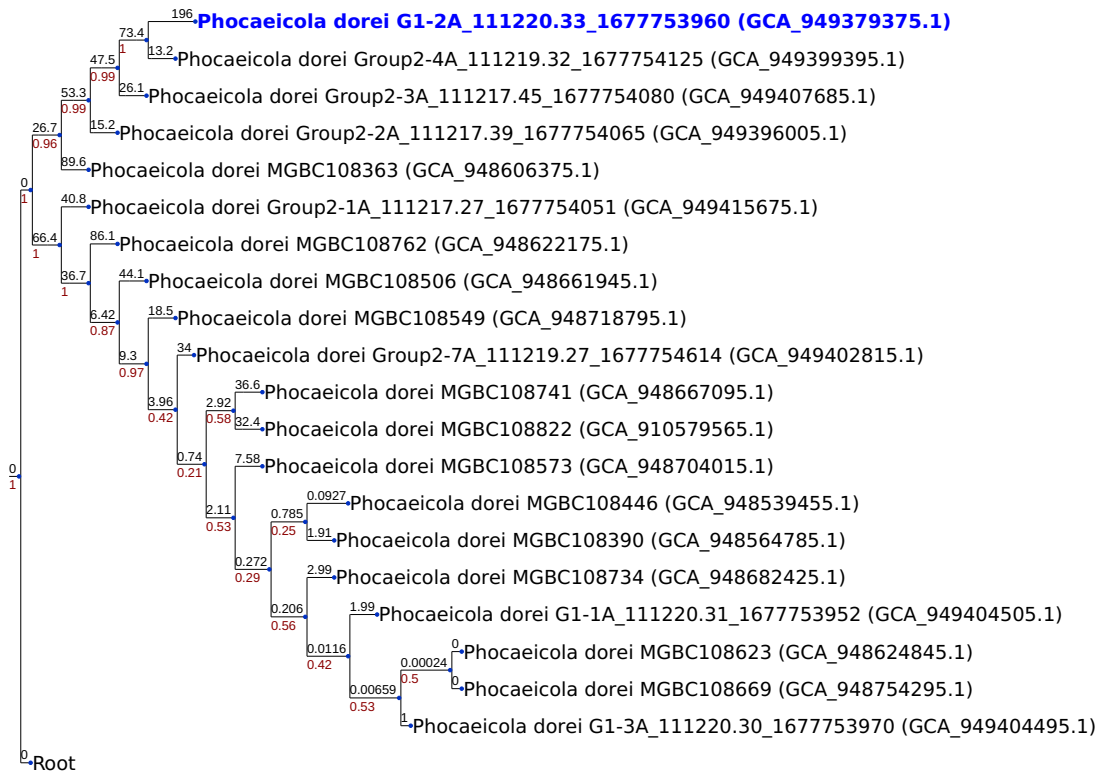 196
Phocaeicola dorei G1-2A_111220.33_1677753960 (GCA_949379375.1)
73.4
1
13.2
Phocaeicola dorei Group2-4A_111219.32_1677754125 (GCA_949399395.1)
47.5
0.99
26.1
Phocaeicola dorei Group2-3A_111217.45_1677754080 (GCA_949407685.1)
53.3
0.99
15.2
Phocaeicola dorei Group2-2A_111217.39_1677754065 (GCA_949396005.1)
26.7
0.96
89.6
Phocaeicola dorei MGBC108363 (GCA_948606375.1)
0
1
40.8
Phocaeicola dorei Group2-1A_111217.27_1677754051 (GCA_949415675.1)
66.4
1
86.1
Phocaeicola dorei MGBC108762 (GCA_948622175.1)
36.7
1
44.1
Phocaeicola dorei MGBC108506 (GCA_948661945.1)
6.42
0.87
18.5
Phocaeicola dorei MGBC108549 (GCA_948718795.1)
9.3
0.97
34
Phocaeicola dorei Group2-7A_111219.27_1677754614 (GCA_949402815.1)
3.96
0.42
36.6
Phocaeicola dorei MGBC108741 (GCA_948667095.1)
2.92
0.58
32.4
Phocaeicola dorei MGBC108822 (GCA_910579565.1)
0.74
0.21
7.58
Phocaeicola dorei MGBC108573 (GCA_948704015.1)
0
1
2.11
0.53
0.0927
Phocaeicola dorei MGBC108446 (GCA_948539455.1)
0.785
0.25
1.91
Phocaeicola dorei MGBC108390 (GCA_948564785.1)
0.272
0.29
2.99
Phocaeicola dorei MGBC108734 (GCA_948682425.1)
0.206
0.56
1.99
Phocaeicola dorei G1-1A_111220.31_1677753952 (GCA_949404505.1)
0.0116
0.42
0
Phocaeicola dorei MGBC108623 (GCA_948624845.1)
0.00024
0.5
0
Phocaeicola dorei MGBC108669 (GCA_948754295.1)
0.00659
0.53
1
Phocaeicola dorei G1-3A_111220.30_1677753970 (GCA_949404495.1)
0
Root